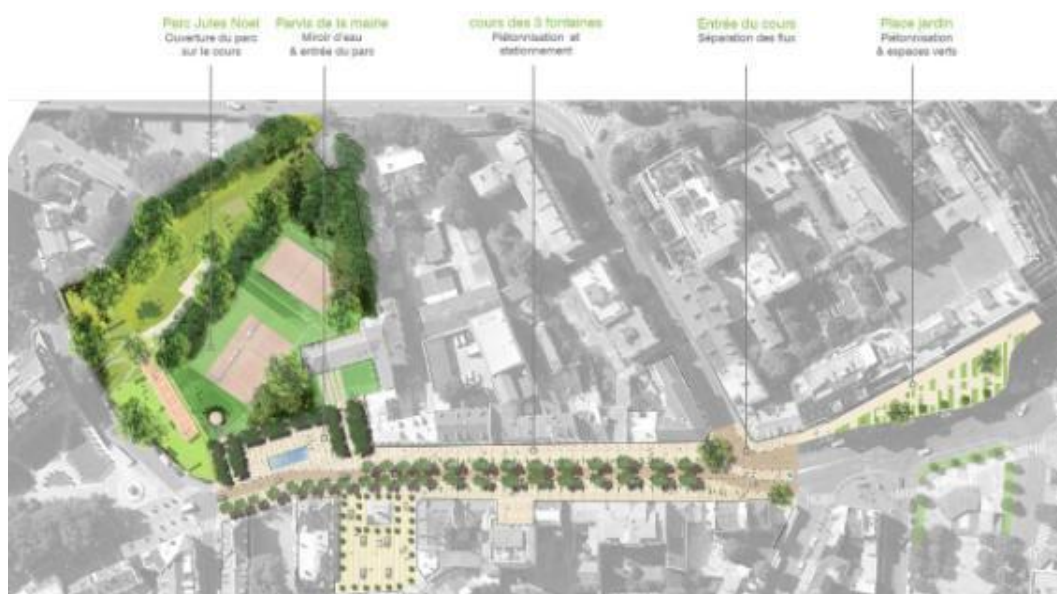 Parc Jules Noel
Ouverture du parc
sur le cours
Parvis de la mairie
Miroir d'eau
& entrée du parc
cours des 3 fontaines
Piétonnisation et
stationnement
Entrée du cours
Séparation des flux
Place jardin
Piétonnisation
& espaces verts